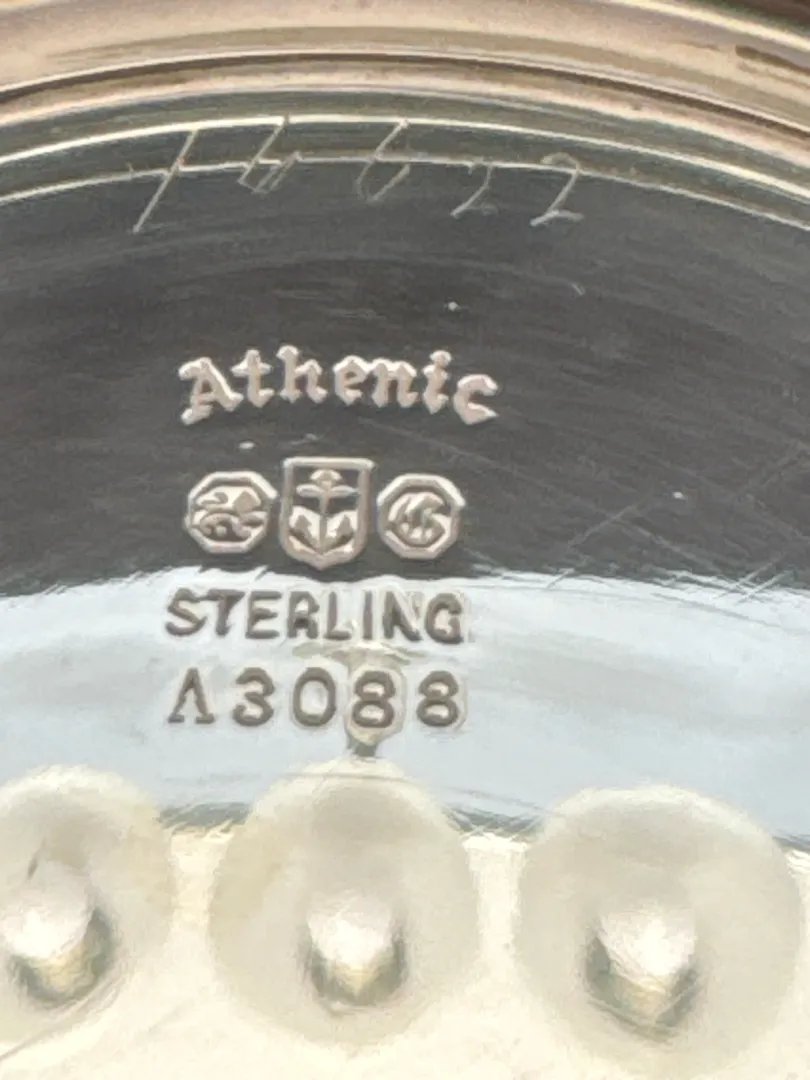 Athenic
STERLING
A3088